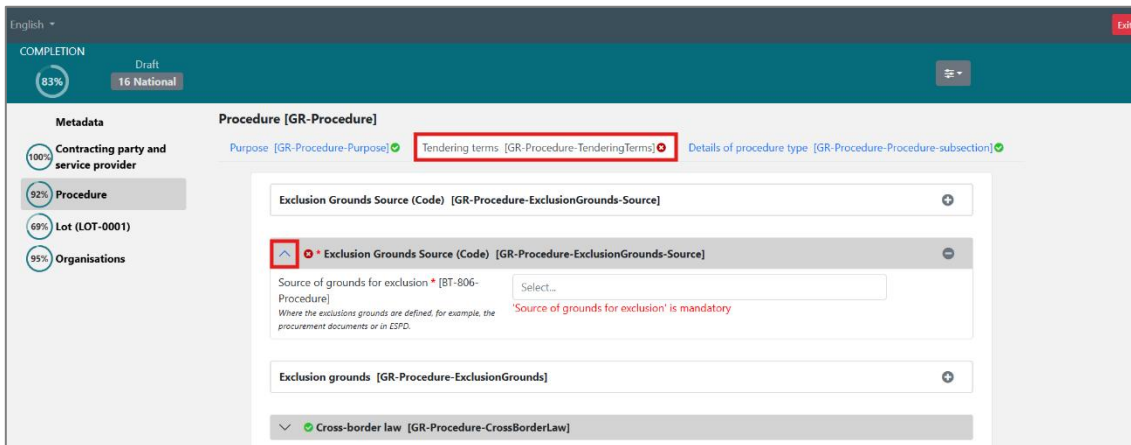 English
Exit
COMPLETION
83%
Draft
16 National
Metadata
100% Contracting party and
service provider
92% Procedure
69% Lot (LOT-0001)
95% Organisations
Procedure [GR-Procedure]
Purpose [GR-Procedure-Purpose]
Tendering terms [GR-Procedure-TenderingTerms]
Details of procedure type [GR-Procedure-Procedure-subsection]
Exclusion Grounds Source (Code) [GR-Procedure-ExclusionGrounds-Source]
* Exclusion Grounds Source (Code) [GR-Procedure-ExclusionGrounds-Source]
Source of grounds for exclusion * [BT-806-
Procedure]
Where the exclusions grounds are defined, for example, the
procurement documents or in ESPD.
Select...
'Source of grounds for exclusion' is mandatory
Exclusion grounds [GR-Procedure-ExclusionGrounds]
Cross-border law [GR-Procedure-CrossBorderLaw]